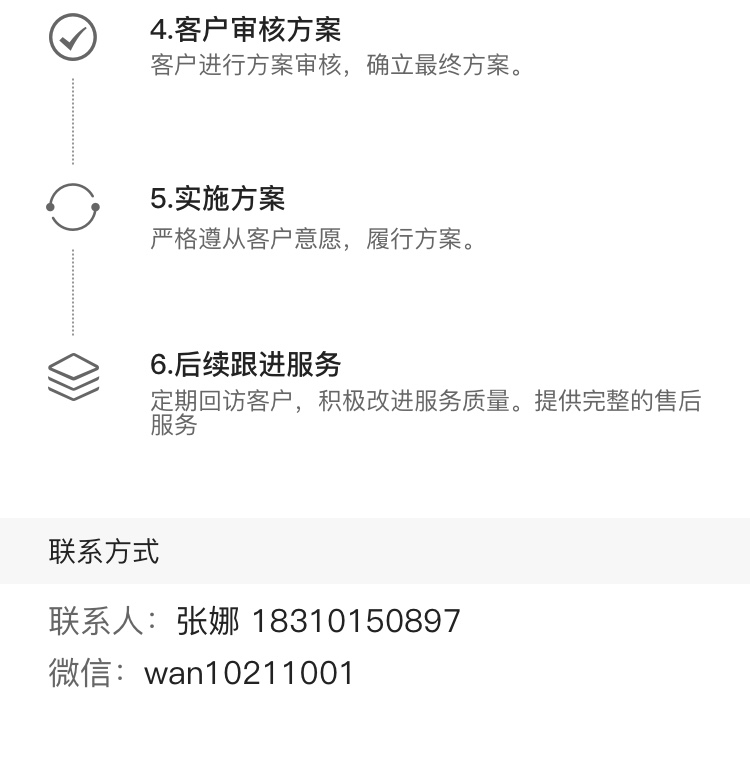 4.客户审核方案
客户进行方案审核，确立最终方案。
5.实施方案
严格遵从客户意愿，履行方案。
6.后续跟进服务
定期回访客户，积极改进服务质量。提供完整的售后
服务
联系方式
联系人：张娜 18310150897
微信：wan10211001